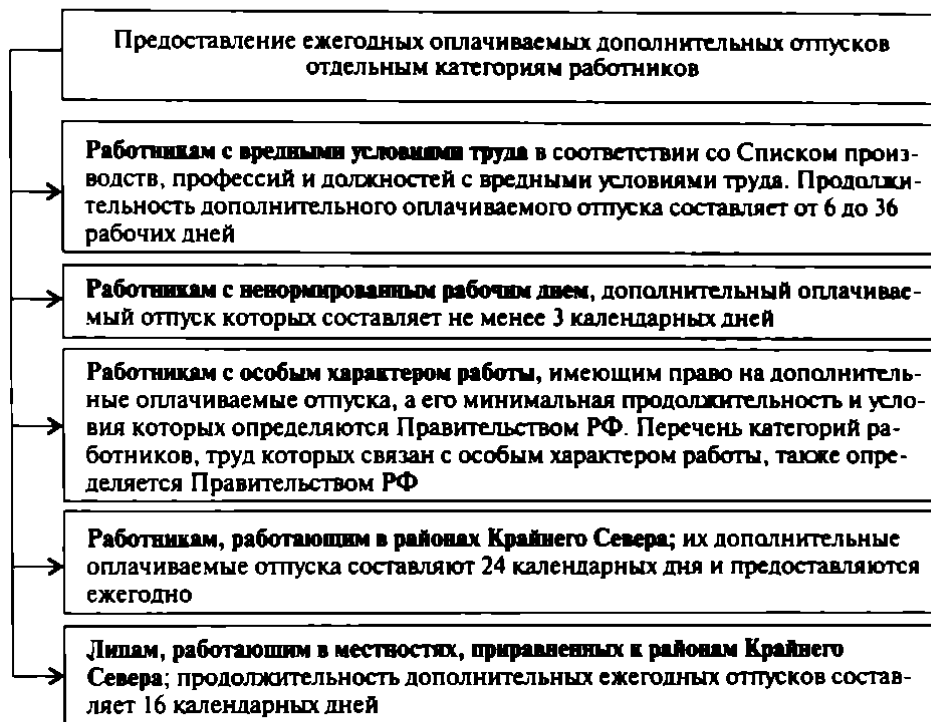 Предоставление ежегодных оплачиваемых дополнительных отпусков
отдельным категориям работников
Работникам с вредными условиями труда в соответствии со Списком произ-
водств, профессий и должностей с вредными условиями труда. Продолжи-
тельность дополнительного оплачиваемого отпуска составляет от 6 до 36
рабочих дней
Работникам с ненормированным рабочим днем, дополнительный оплачивае-
мый отпуск которых составляет не менее 3 календарных дней
Работникам с особым характером работы, имеющим право на дополнитель-
ные оплачиваемые отпуска, а его минимальная продолжительность и усло-
вия которых определяются Правительством РФ. Перечень категорий ра-
ботников, труд которых связан с особым характером работы, также опре-
деляется Правительством РФ
Работникам, работающим в районах Крайнего Севера; их дополнительные
оплачиваемые отпуска составляют 24 календарных дня и предоставляются
ежегодно
Лицам, работающим в местностях, приравненных к районам Крайнего
Севера; продолжительность дополнительных ежегодных отпусков состав-
ляет 16 календарных дней